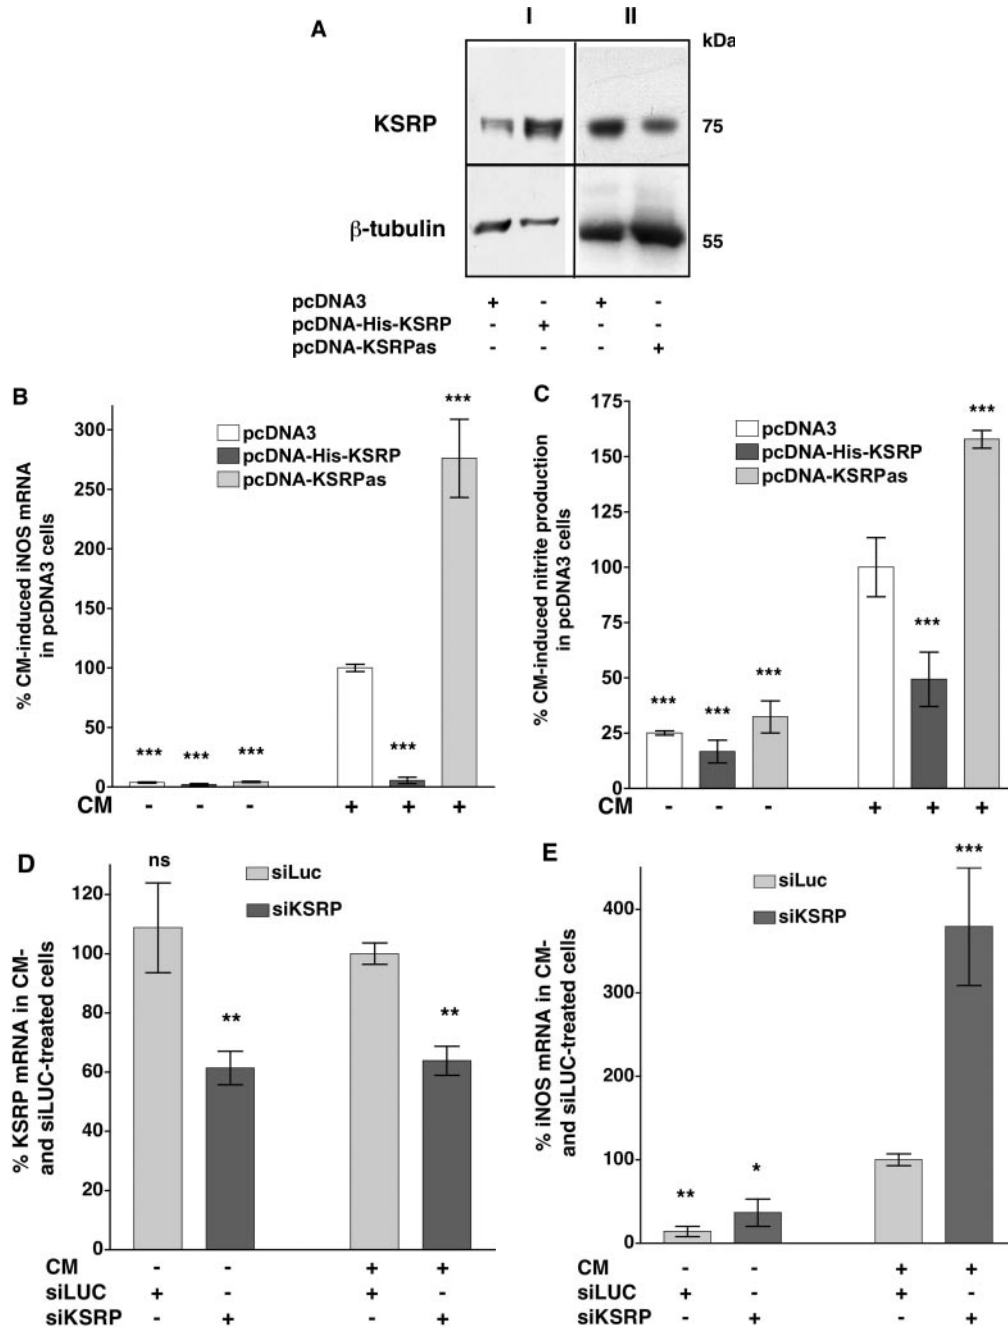 I II
A kDa
KSRP 75
β-tubulin 55
pcDNA3 + - + -
pcDNA-His-KSRP - + - -
pcDNA-KSRPas - - - +
B
% CM-induced iNOS mRNA
in pcDNA3 cells
300
250
200
150
100
50
0
pcDNA3
pcDNA-His-KSRP
pcDNA-KSRPas
*** *** *** *** ***
CM - - - + + +
C
% CM-induced nitrite production
in pcDNA3 cells
175
150
125
100
75
50
25
0
pcDNA3
pcDNA-His-KSRP
pcDNA-KSRPas
*** *** *** *** ***
CM - - - + + +
D
% KSRP mRNA in CM-
and siLUC-treated cells
120
100
80
60
40
20
0
siLuc
siKSRP
ns ** **
CM - - + +
siLUC + - + -
siKSRP - + - +
E
% iNOS mRNA in CM-
and siLUC-treated cells
400
300
200
100
0
siLuc
siKSRP
** * ***
CM - - + +
siLUC + - + -
siKSRP - + - +